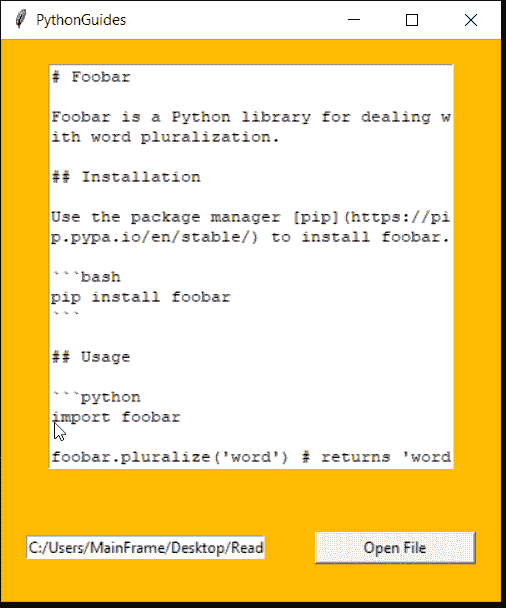 PythonGuides
# Foobar
Foobar is a Python library for dealing w
ith word pluralization.
## Installation
Use the package manager [pip](https://pi
p.pypa.io/en/stable/) to install foobar.
```bash
pip install foobar
```
## Usage
```python
import foobar
foobar.pluralize('word') # returns 'word
C:/Users/MainFrame/Desktop/Read
Open File